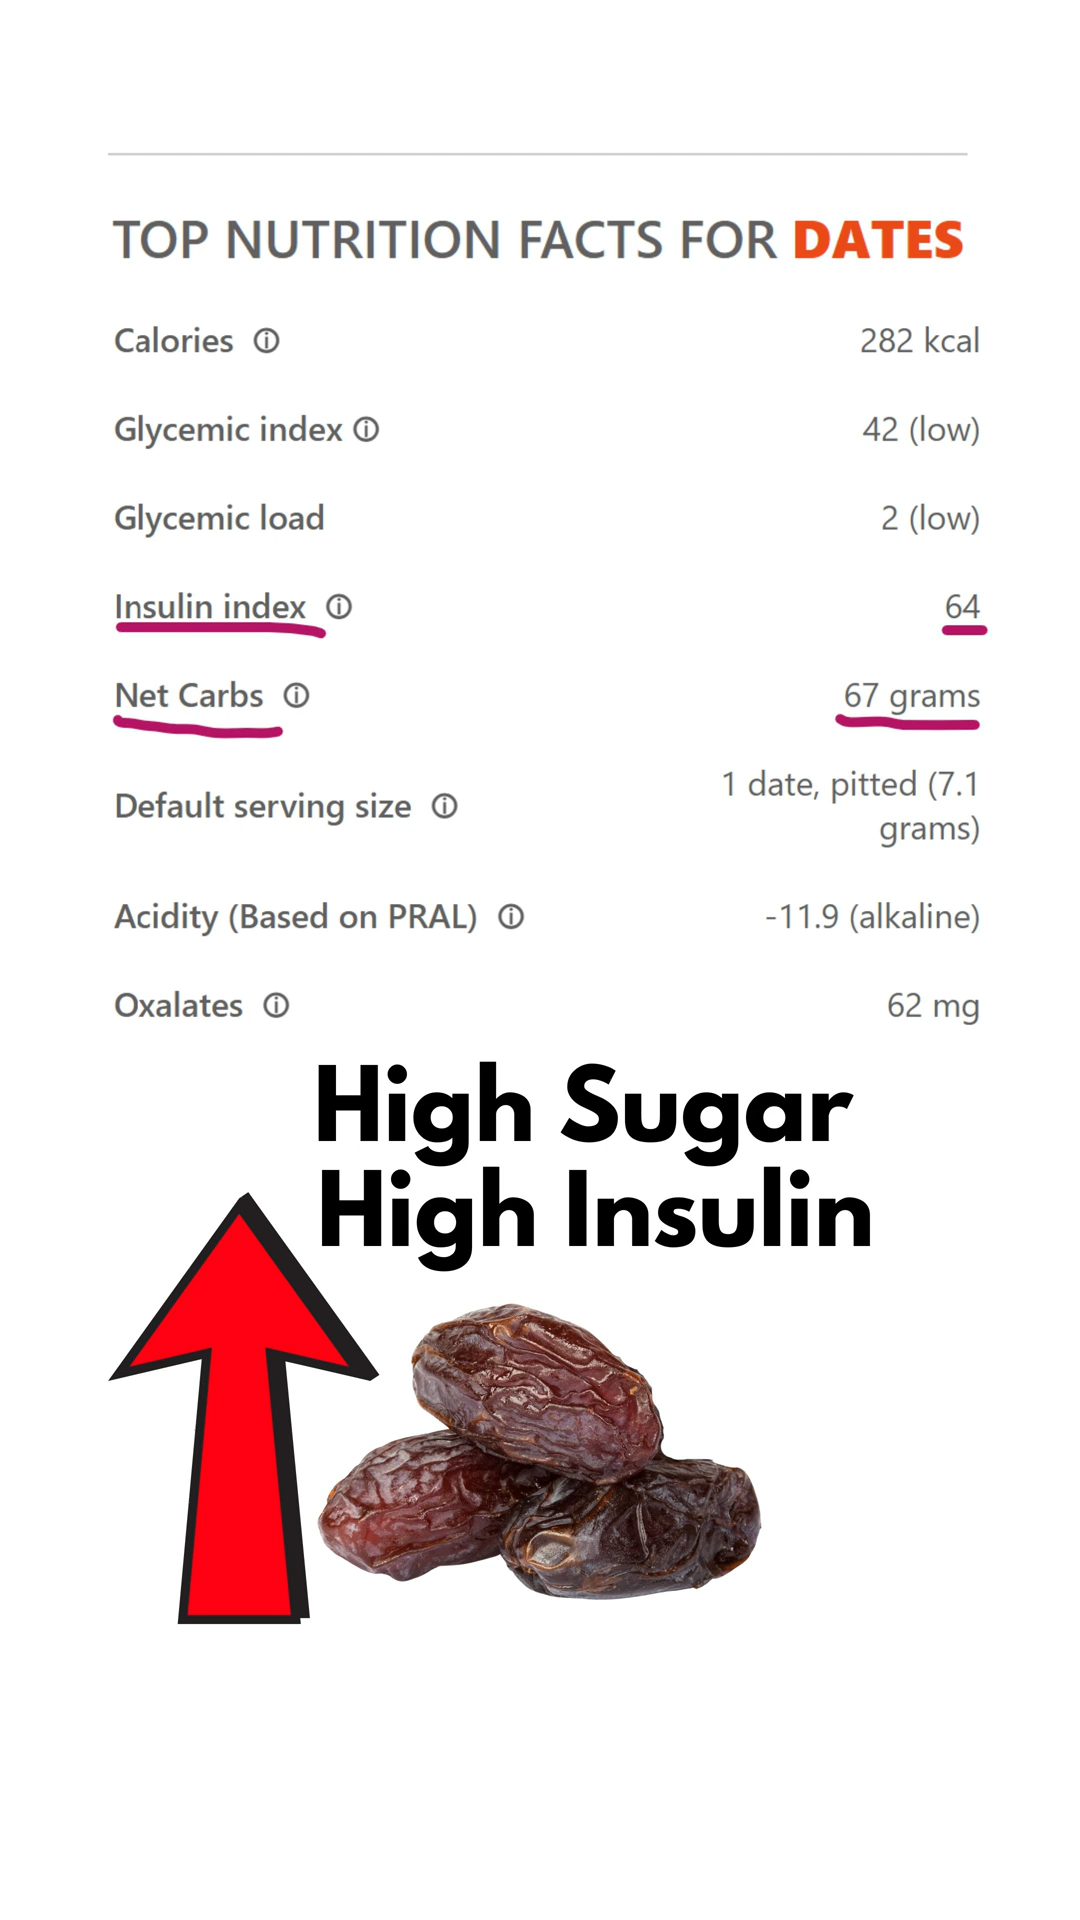 TOP NUTRITION FACTS FOR DATES
Calories 282 kcal
Glycemic index 42 (low)
Glycemic load 2 (low)
Insulin index 64
Net Carbs 67 grams
Default serving size 1 date, pitted (7.1
grams)
Acidity (Based on PRAL) -11.9 (alkaline)
Oxalates 62 mg
High Sugar
High Insulin